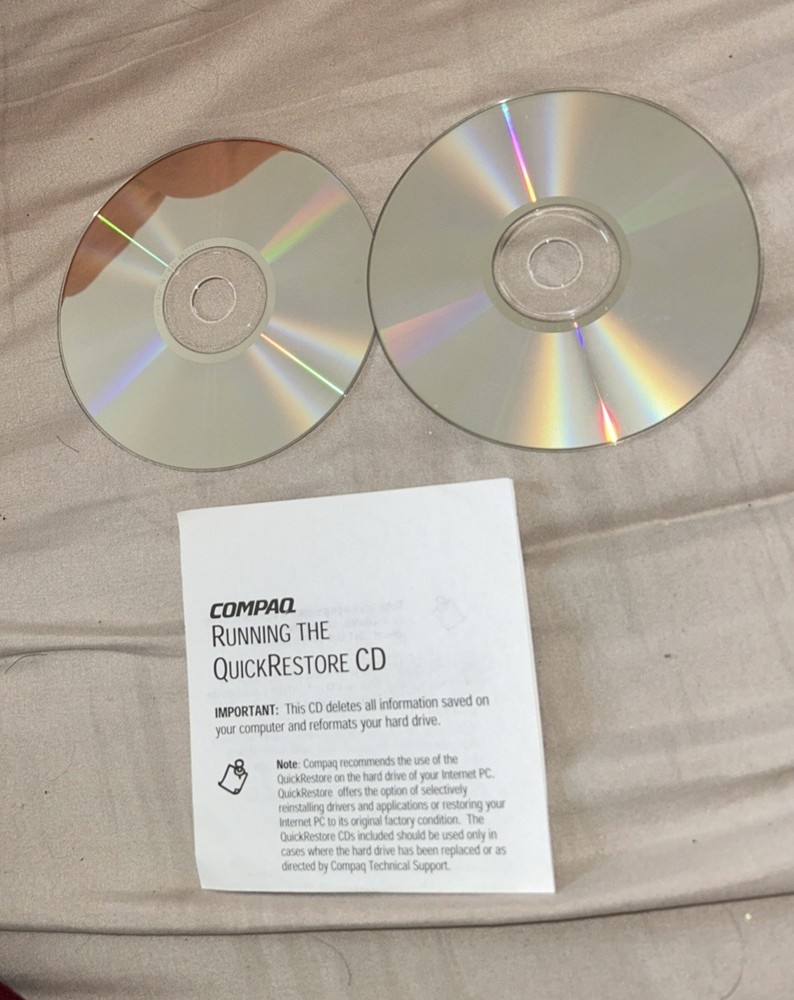 COMPAQ
RUNNING THE
QUICKRESTORE CD
IMPORTANT: This CD deletes all information saved on
your computer and reformats your hard drive.
Note: Compaq recommends the use of the
QuickRestore on the hard drive of your Internet PC.
QuickRestore offers the option of selectively
reinstalling drivers and applications or restoring your
Internet PC to its original factory condition. The
QuickRestore CDs included should be used only in
cases where the hard drive has been replaced or as
directed by Compaq Technical Support.